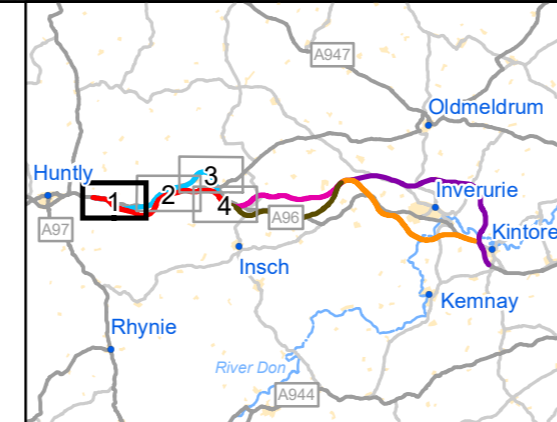 A947
Oldmeldrum
Huntly
3
1
2
4
Inverurie
A97
A96
Kintore
Insch
Kemnay
Rhynie
River Don
A944